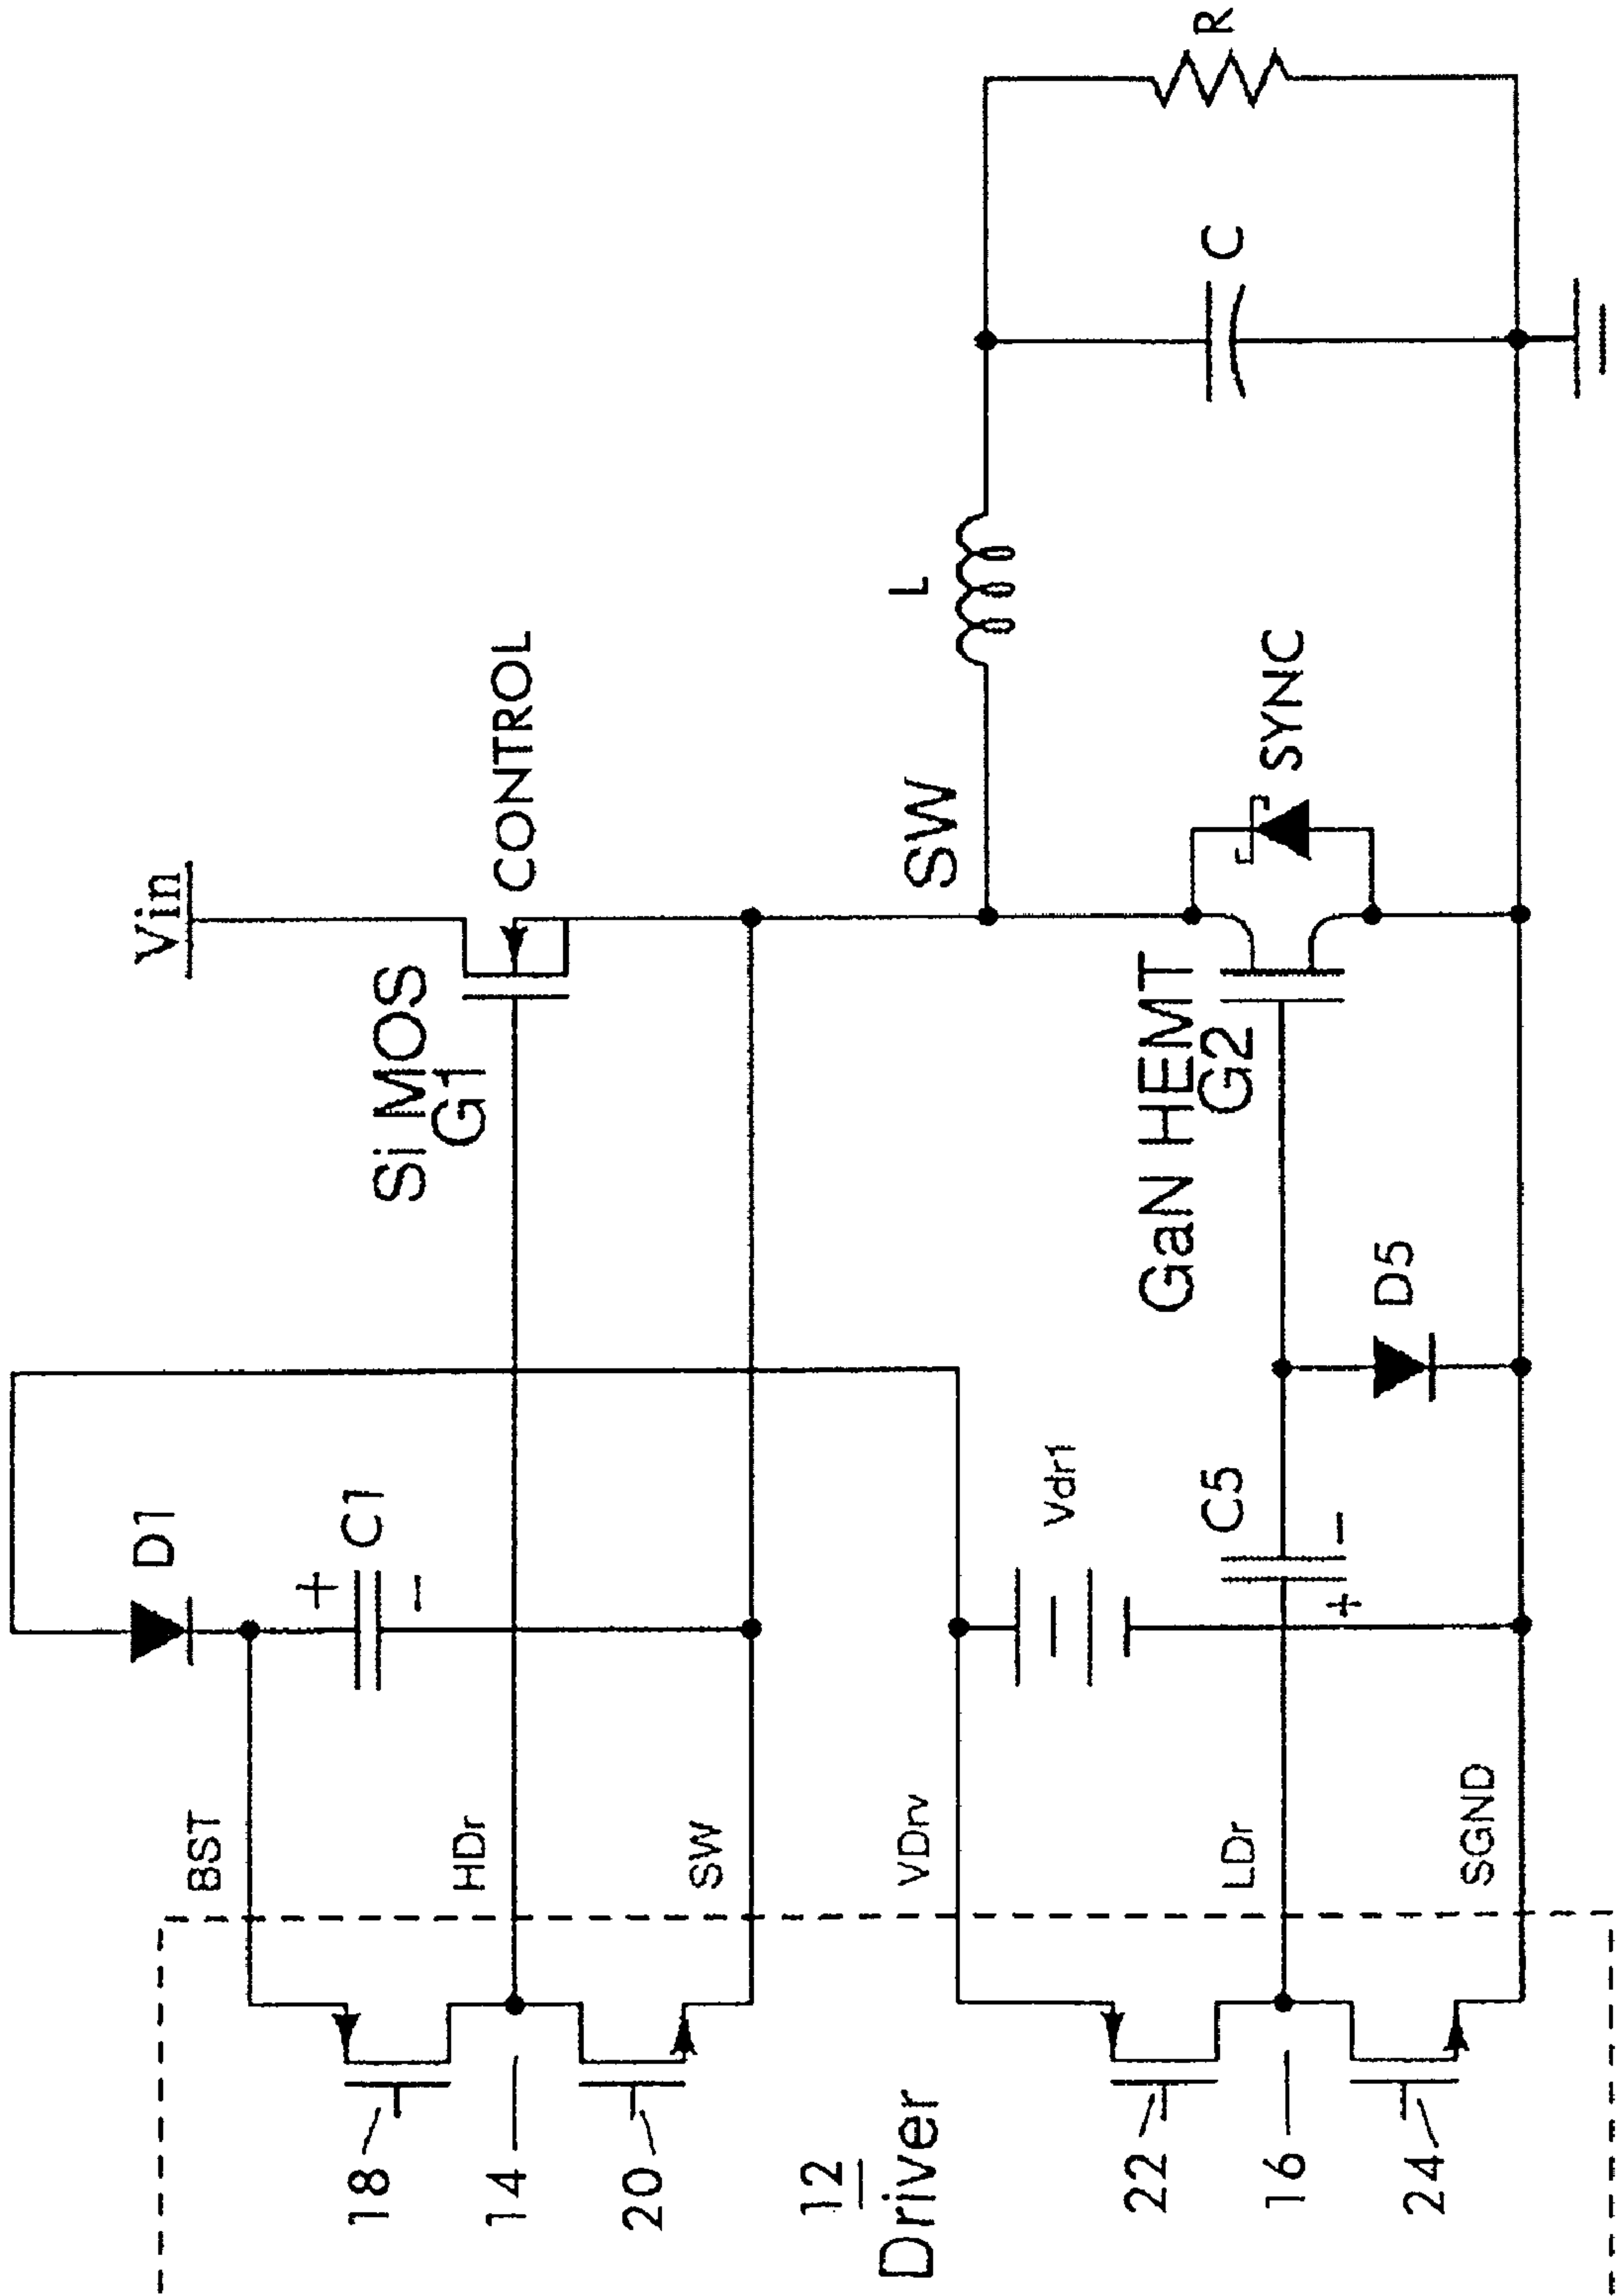 Vin
Si MOS
G1
CONTROL
D1
+
C1
-
BST
HDr
SW
18
14
20
12
Driver
VDrv
Vdr1
LDr
C5
+
-
SGND
D5
22
16
24
GaN HEMT
G2
SW
SYNC
L
C
R